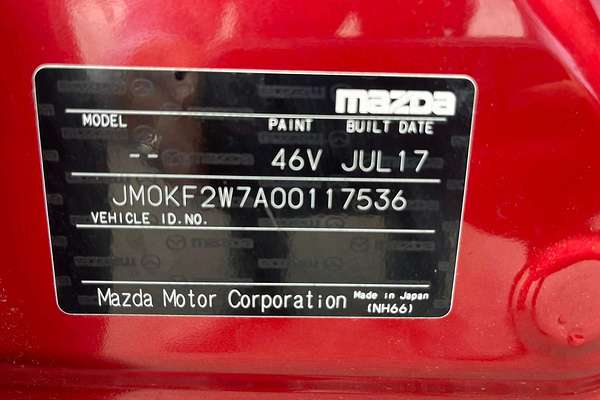 mazda
MODEL PAINT BUILT DATE
-- 46V JUL17
JM0KF2W7A00117536
VEHICLE ID.NO.
Mazda Motor Corporation Made in Japan
(NH66)